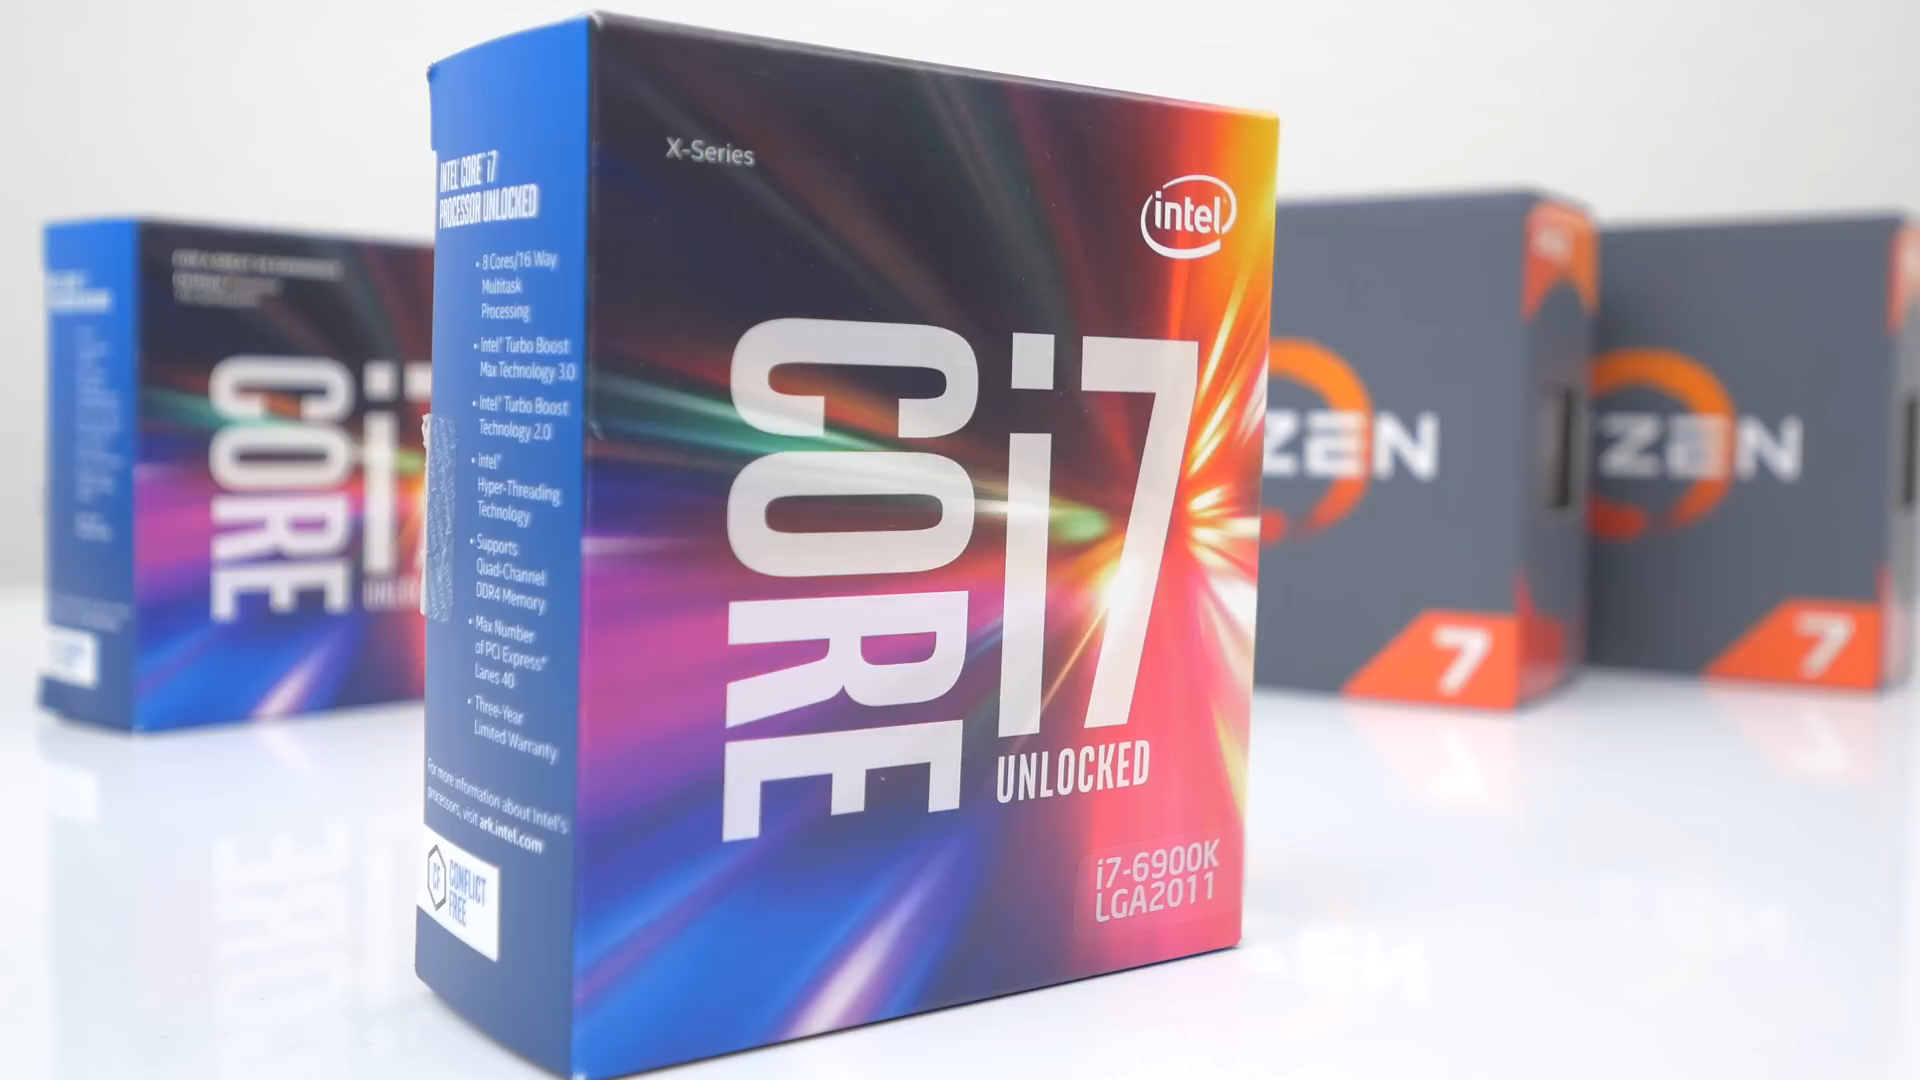 INTEL® CORE™ i7
PROCESSOR UNLOCKED
• 8 Cores/16 Way
Multitask
Processing
• Intel® Turbo Boost
Max Technology 3.0
• Intel® Turbo Boost
Technology 2.0
• Intel®
Hyper-Threading
Technology
• Supports
Quad-Channel
DDR4 Memory
• Max Number
of PCI Express®
Lanes 40
• Three-Year
Limited Warranty
For more information about Intel's
processors, visit ark.intel.com
CF
CONFLICT
FREE
X-Series
intel
CORE i7
UNLOCKED
i7-6900K
LGA2011
CORE i7
UNL
ZEN
7
ZEN
7